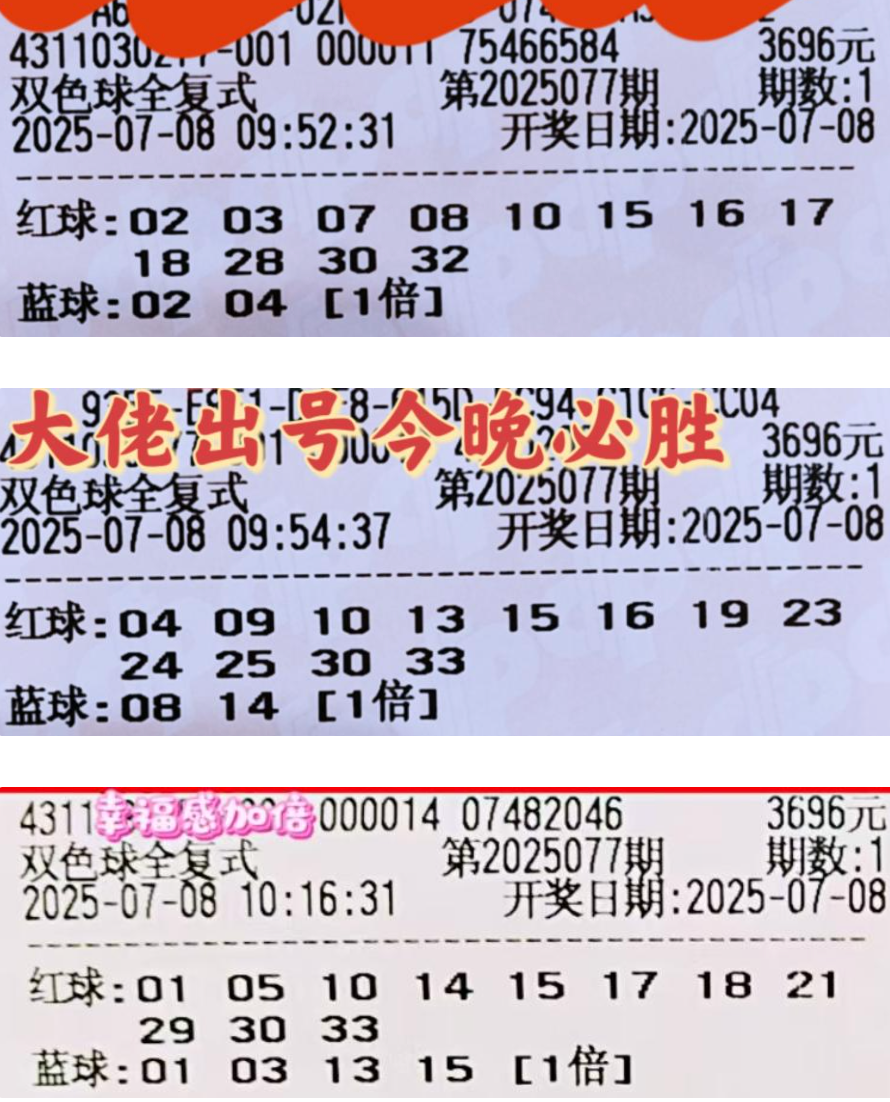 75466584 3696元
双色球全复式 第2025077期 期数:1
2025-07-08 09:52:31 开奖日期:2025-07-08
红球:02 03 07 08 10 15 16 17
18 28 30 32
蓝球:02 04 [1倍]
大佬出号今晚必胜
3696元
双色球全复式 第2025077期 期数:1
2025-07-08 09:54:37 开奖日期:2025-07-08
红球:04 09 10 13 15 16 19 23
24 25 30 33
蓝球:08 14 [1倍]
4311 幸福感加倍 000014 07482046 3696元
双色球全复式 第2025077期 期数:1
2025-07-08 10:16:31 开奖日期:2025-07-08
红球:01 05 10 14 15 17 18 21
29 30 33
蓝球:01 03 13 15 [1倍]